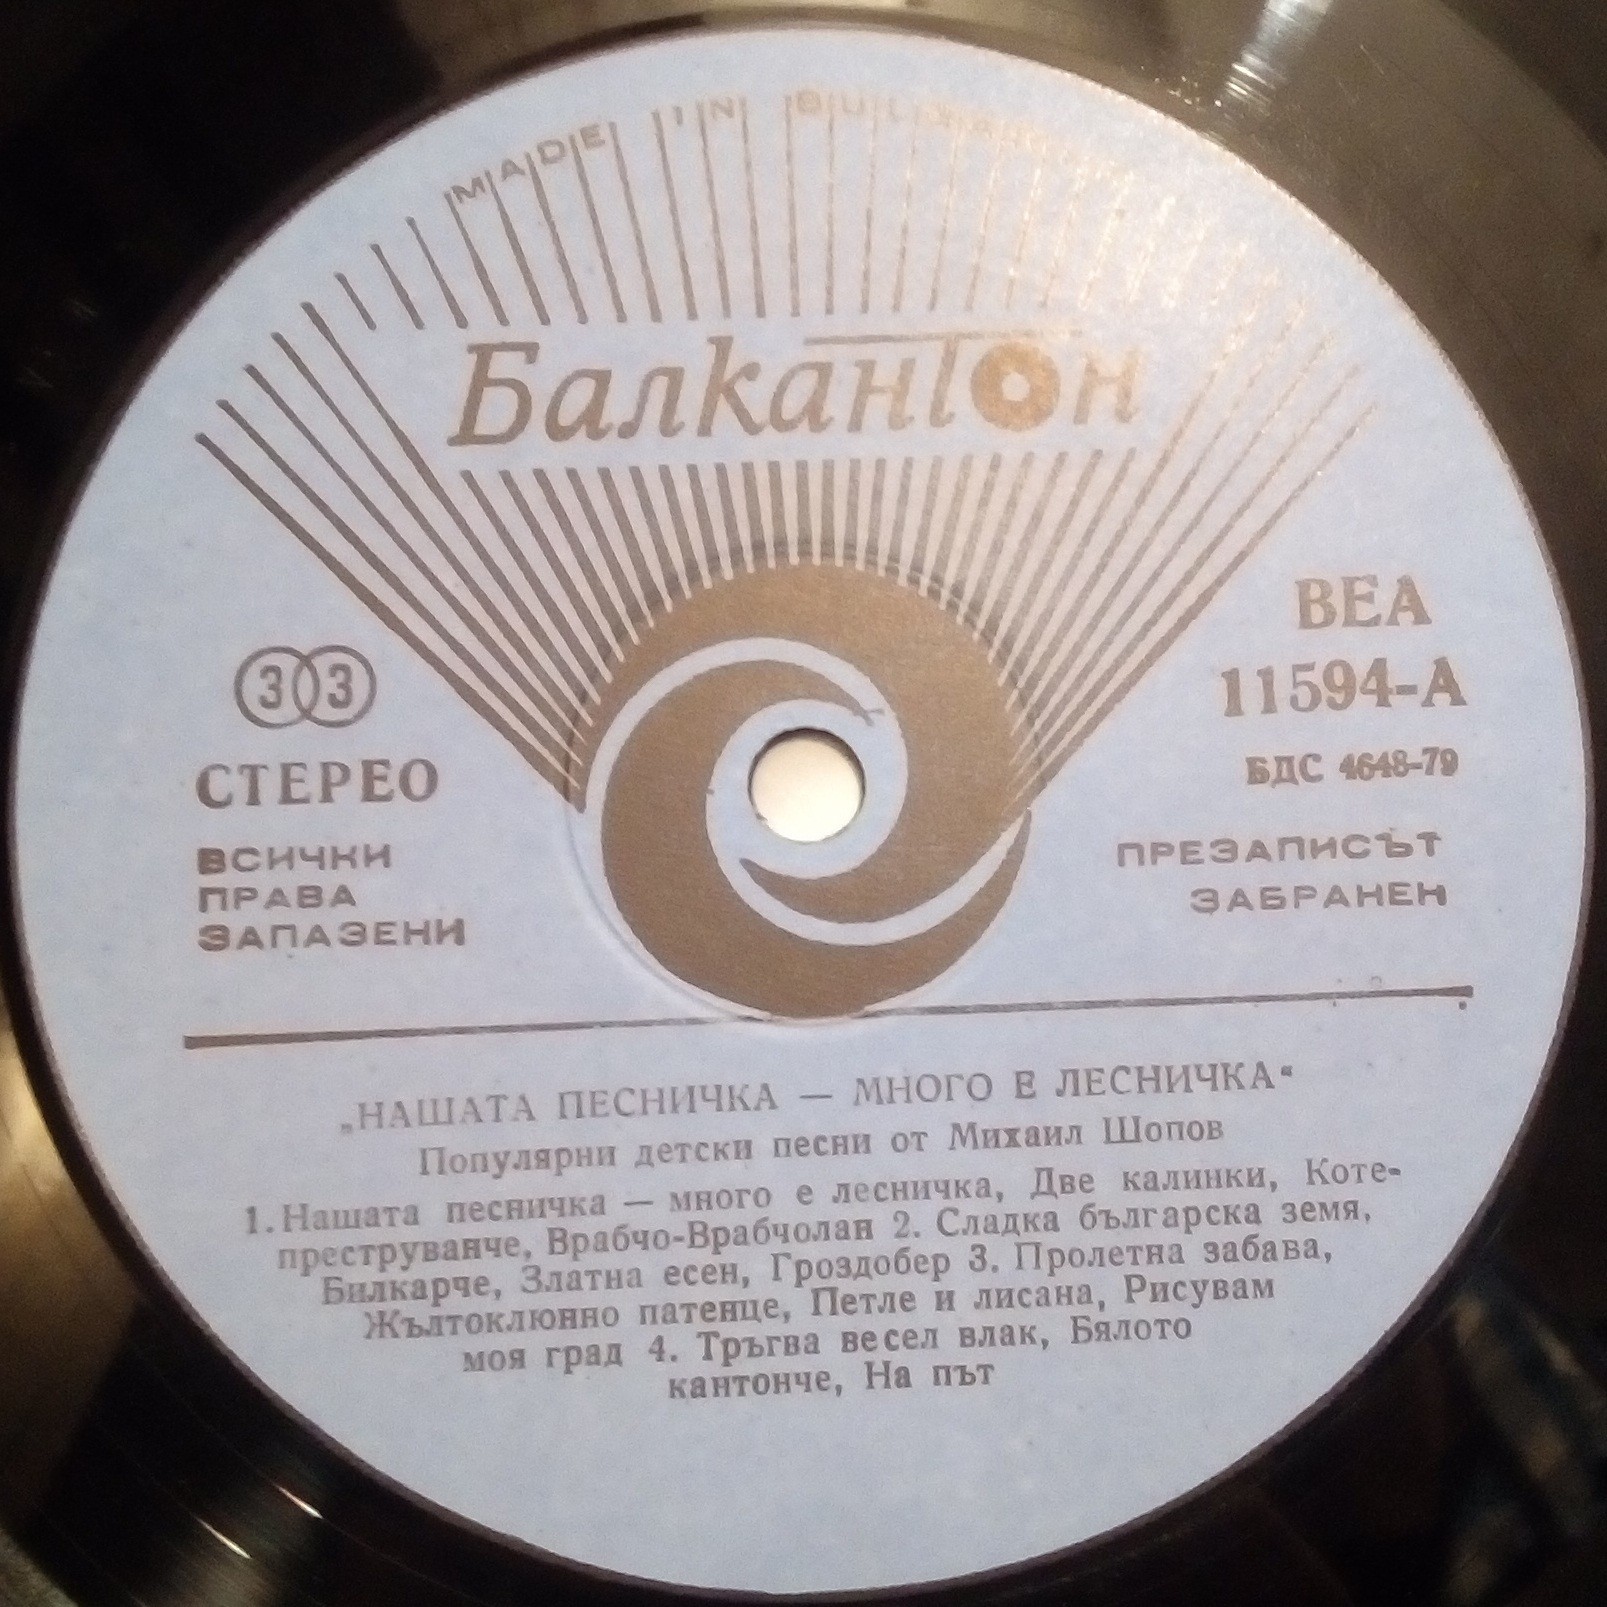 MADE IN BULGAR
Балкантон
33
СТЕРЕО
ВСИЧКИ
ПРАВА
ЗАПАЗЕНИ
ВЕА
11594-А
БДС 4648-79
ПРЕЗАПИСЪТ
ЗАБРАНЕН
„НАШАТА ПЕСНИЧКА — МНОГО Е ЛЕСНИЧКА“
Популярни детски песни от Михаил Шопов
1. Нашата песничка — много е лесничка, Две калинки, Коте-
преструванче, Врабчо-Врабчолан 2. Сладка българска земя,
Билкарче, Златна есен, Гроздобер 3. Пролетна забава,
Жълтоклюнно патенце, Петле и лисана, Рисувам
моя град 4. Тръгва весел влак, Бялото
кантонче, На път